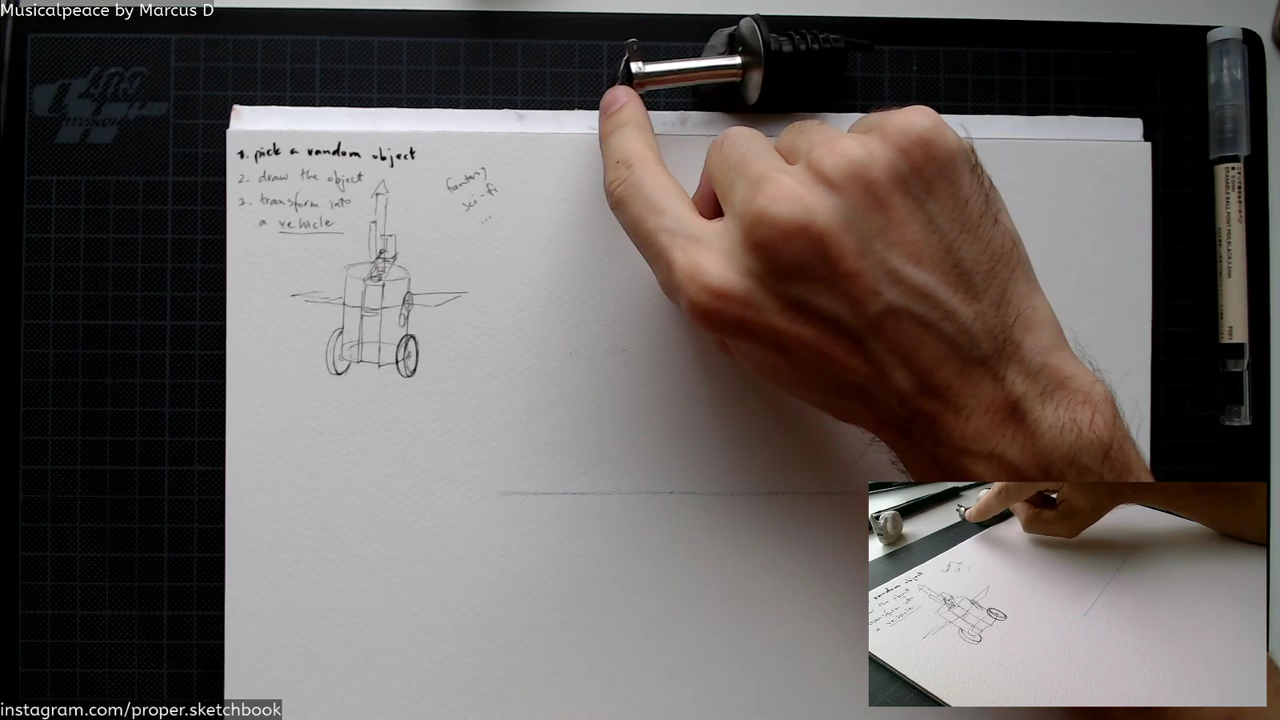 Musicalpeace by Marcus D
1. pick a random object
2. draw the object
3. transform into
a vehicle
fantasy
sci-fi
...
instagram.com/proper.sketchbook